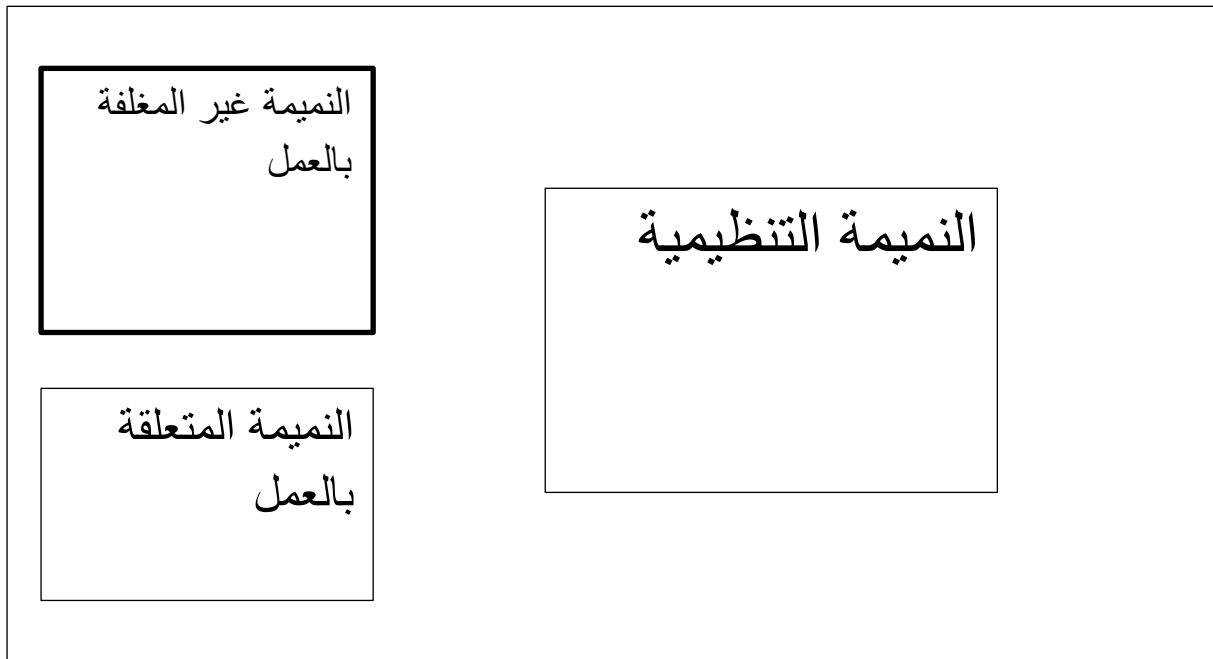 النميمة التنظيمية
النميمة غير المغلفة
بالعمل
النميمة المتعلقة
بالعمل